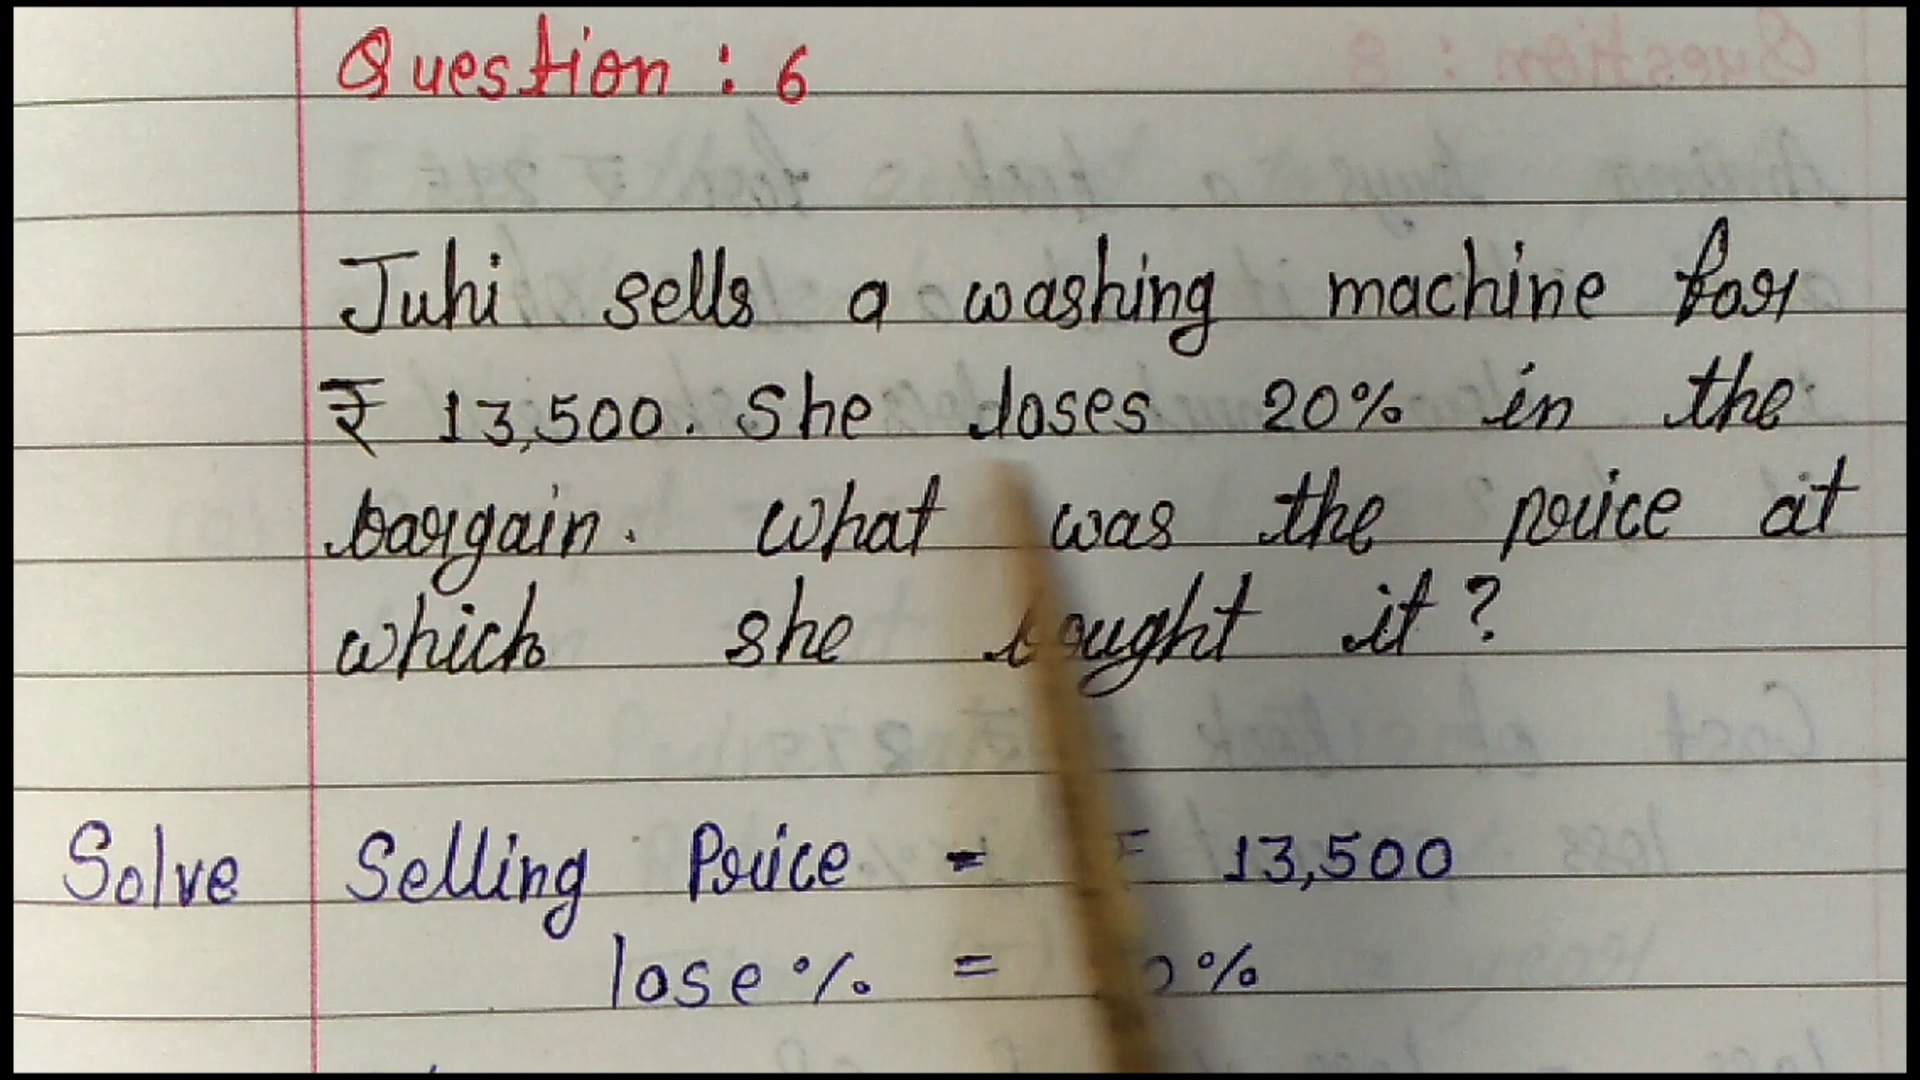 Question : 6
Juhi sells a washing machine for
₹ 13,500. She loses 20% in the
bargain. What was the price at
which she bought it?
Solve Selling Price = 13,500
lose % = %